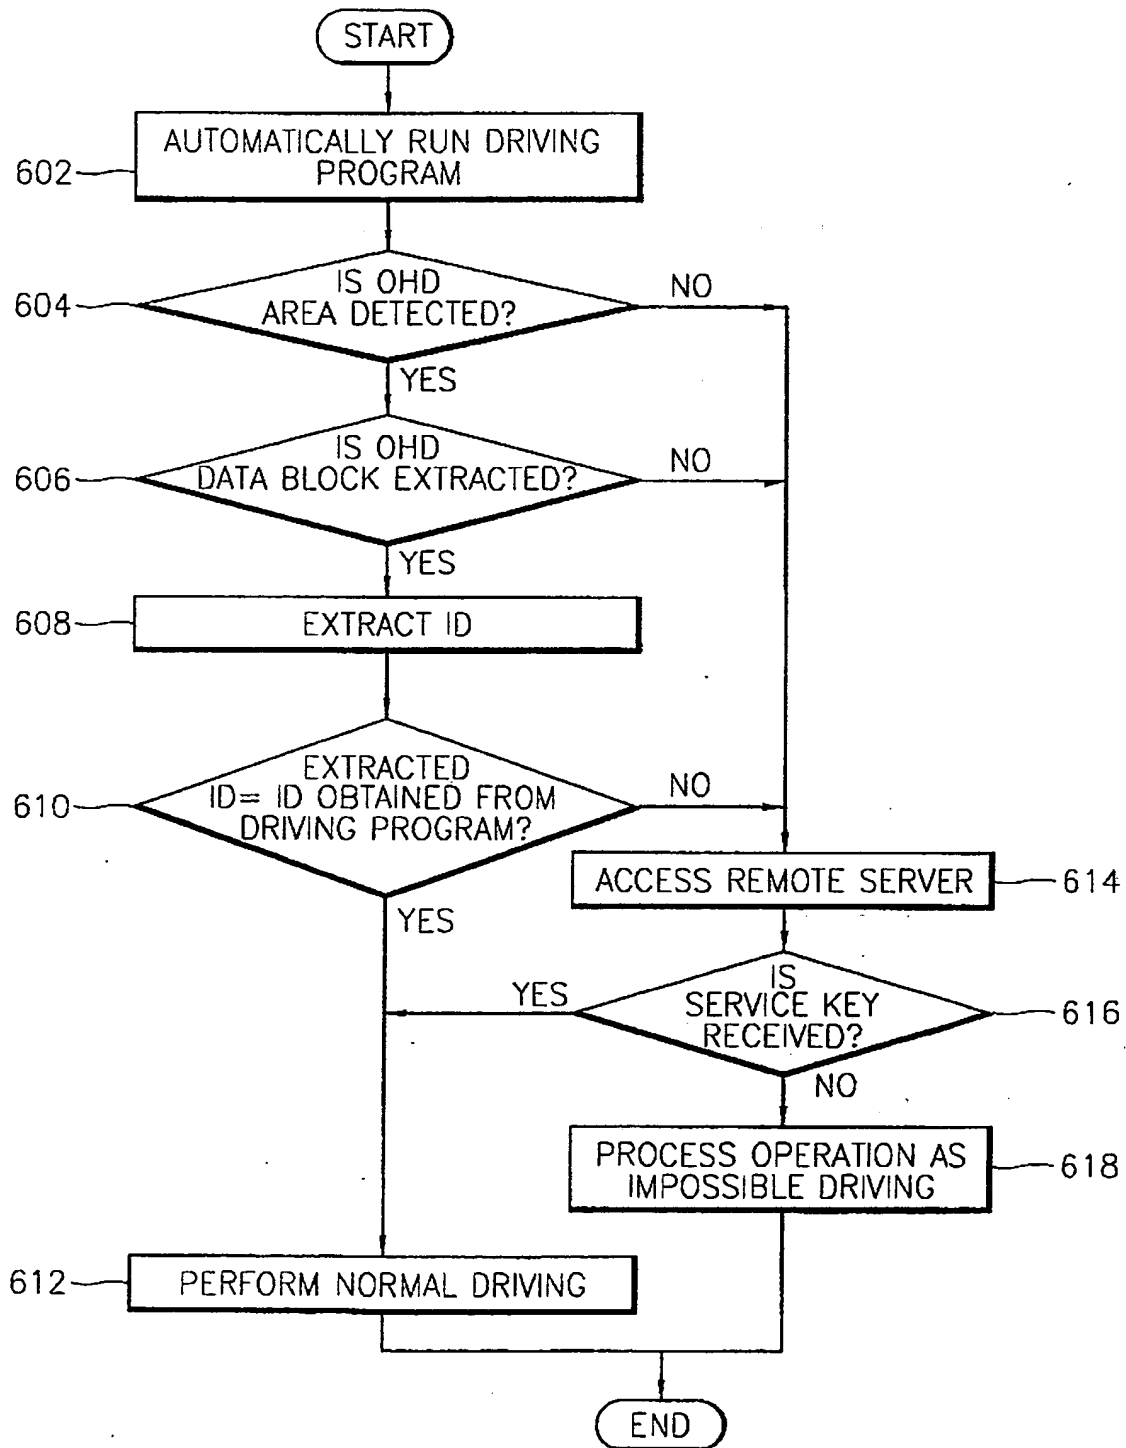 START
AUTOMATICALLY RUN DRIVING
PROGRAM
602
IS OHD
AREA DETECTED?
604
NO
YES
IS OHD
DATA BLOCK EXTRACTED?
606
NO
YES
608
EXTRACT ID
EXTRACTED
ID= ID OBTAINED FROM
DRIVING PROGRAM?
610
NO
YES
ACCESS REMOTE SERVER
614
IS
SERVICE KEY
RECEIVED?
616
YES
NO
PROCESS OPERATION AS
IMPOSSIBLE DRIVING
618
612
PERFORM NORMAL DRIVING
END